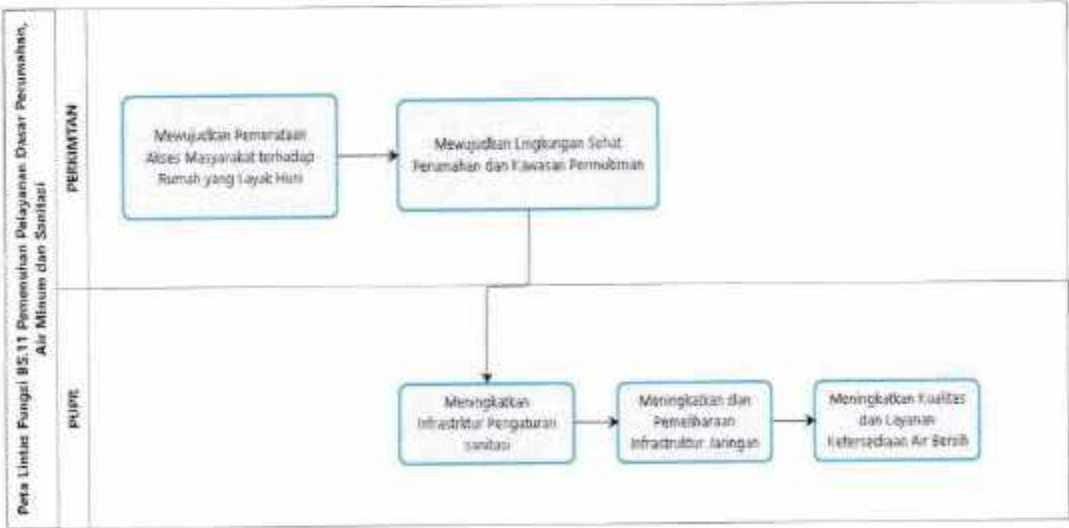 Peta Lintas Fungsi BS.11 Pemenuhan Pelayanan Dasar Perumahan,
Air Minum dan Sanitasi
PERKIMTAN
Mewujudkan Pemerataan
Akses Masyarakat terhadap
Rumah yang Layak Huni
Mewujudkan Lingkungan Sehat
Perumahan dan Kawasan Permukiman
PUPR
Meningkatkan
Infrastrktur Pengaturan
sanitasi
Meningkatkan dan
Pemeliharaan
Infrastruktur Jaringan
Meningkatkan Kualitas
dan Layanan
Ketersediaan Air Bersih